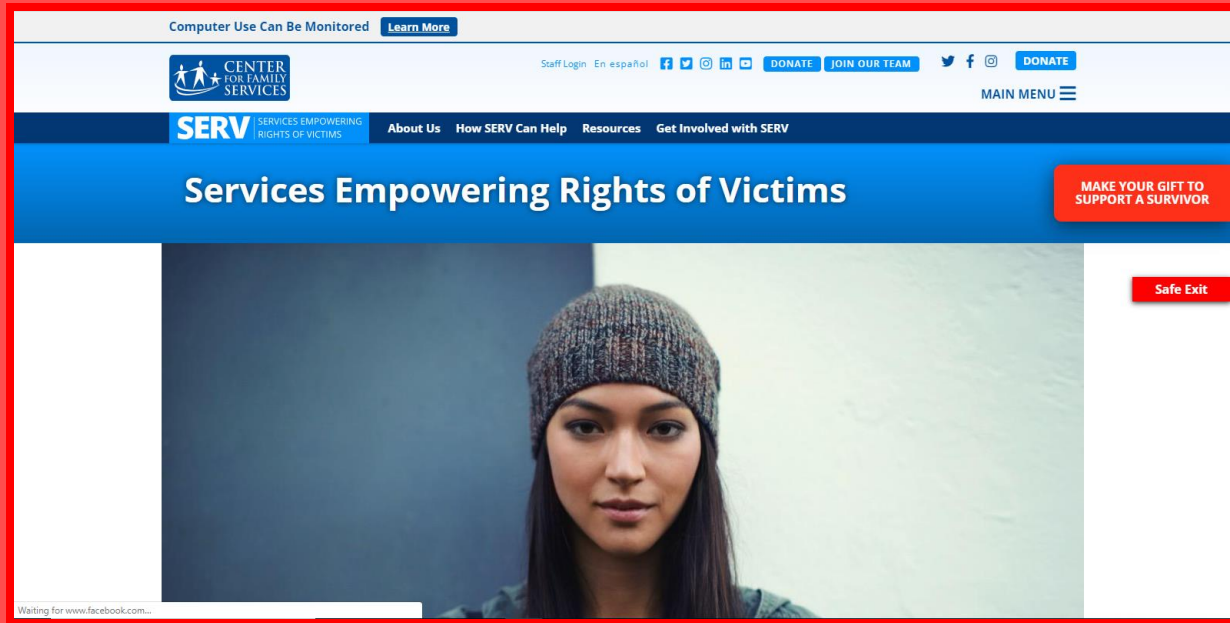 Computer Use Can Be Monitored Learn More
CENTER
FOR FAMILY
SERVICES
Staff Login En español DONATE JOIN OUR TEAM DONATE
MAIN MENU
SERV SERVICES EMPOWERING
RIGHTS OF VICTIMS
About Us How SERV Can Help Resources Get Involved with SERV
Services Empowering Rights of Victims
MAKE YOUR GIFT TO
SUPPORT A SURVIVOR
Safe Exit
Waiting for www.facebook.com...